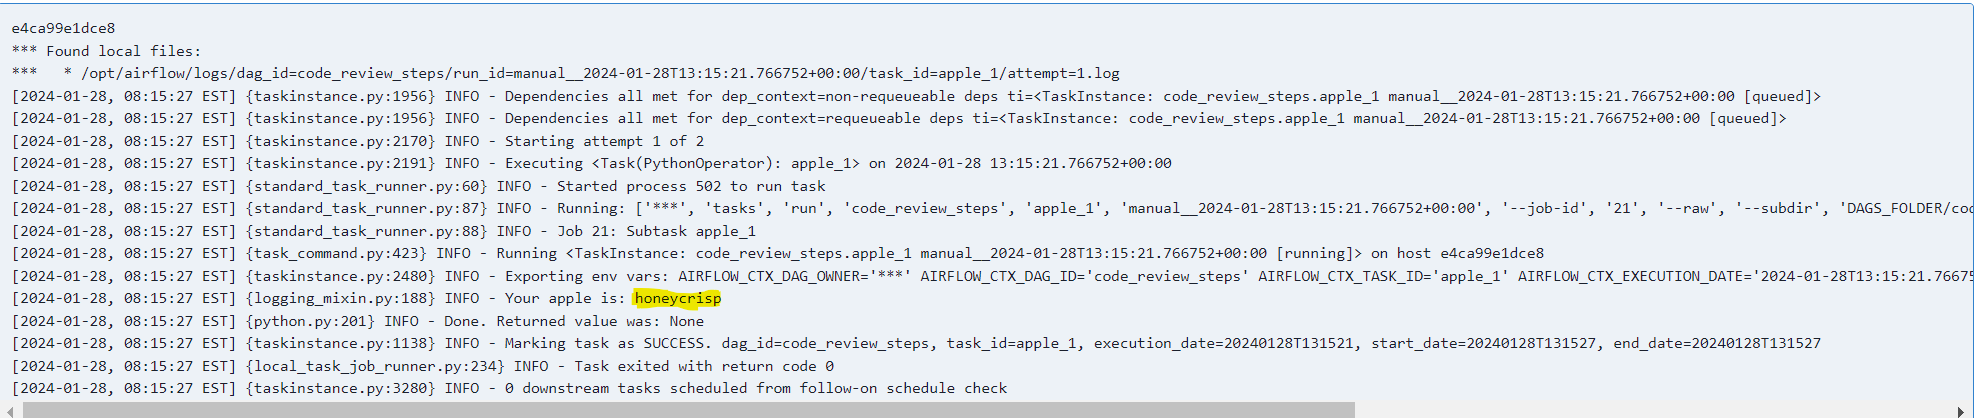 e4ca99e1dce8
*** Found local files:
***   * /opt/airflow/logs/dag_id=code_review_steps/run_id=manual__2024-01-28T13:15:21.766752+00:00/task_id=apple_1/attempt=1.log
[2024-01-28, 08:15:27 EST] {taskinstance.py:1956} INFO - Dependencies all met for dep_context=non-requeueable deps ti=<TaskInstance: code_review_steps.apple_1 manual__2024-01-28T13:15:21.766752+00:00 [queued]>
[2024-01-28, 08:15:27 EST] {taskinstance.py:1956} INFO - Dependencies all met for dep_context=requeueable deps ti=<TaskInstance: code_review_steps.apple_1 manual__2024-01-28T13:15:21.766752+00:00 [queued]>
[2024-01-28, 08:15:27 EST] {taskinstance.py:2170} INFO - Starting attempt 1 of 2
[2024-01-28, 08:15:27 EST] {taskinstance.py:2191} INFO - Executing <Task(PythonOperator): apple_1> on 2024-01-28 13:15:21.766752+00:00
[2024-01-28, 08:15:27 EST] {standard_task_runner.py:60} INFO - Started process 502 to run task
[2024-01-28, 08:15:27 EST] {standard_task_runner.py:87} INFO - Running: ['***', 'tasks', 'run', 'code_review_steps', 'apple_1', 'manual__2024-01-28T13:15:21.766752+00:00', '--job-id', '21', '--raw', '--subdir', 'DAGS_FOLDER/cod
[2024-01-28, 08:15:27 EST] {standard_task_runner.py:88} INFO - Job 21: Subtask apple_1
[2024-01-28, 08:15:27 EST] {task_command.py:423} INFO - Running <TaskInstance: code_review_steps.apple_1 manual__2024-01-28T13:15:21.766752+00:00 [running]> on host e4ca99e1dce8
[2024-01-28, 08:15:27 EST] {taskinstance.py:2480} INFO - Exporting env vars: AIRFLOW_CTX_DAG_OWNER='***' AIRFLOW_CTX_DAG_ID='code_review_steps' AIRFLOW_CTX_TASK_ID='apple_1' AIRFLOW_CTX_EXECUTION_DATE='2024-01-28T13:15:21.76675
[2024-01-28, 08:15:27 EST] {logging_mixin.py:188} INFO - Your apple is: honeycrisp
[2024-01-28, 08:15:27 EST] {python.py:201} INFO - Done. Returned value was: None
[2024-01-28, 08:15:27 EST] {taskinstance.py:1138} INFO - Marking task as SUCCESS. dag_id=code_review_steps, task_id=apple_1, execution_date=20240128T131521, start_date=20240128T131527, end_date=20240128T131527
[2024-01-28, 08:15:27 EST] {local_task_job_runner.py:234} INFO - Task exited with return code 0
[2024-01-28, 08:15:27 EST] {taskinstance.py:3280} INFO - 0 downstream tasks scheduled from follow-on schedule check